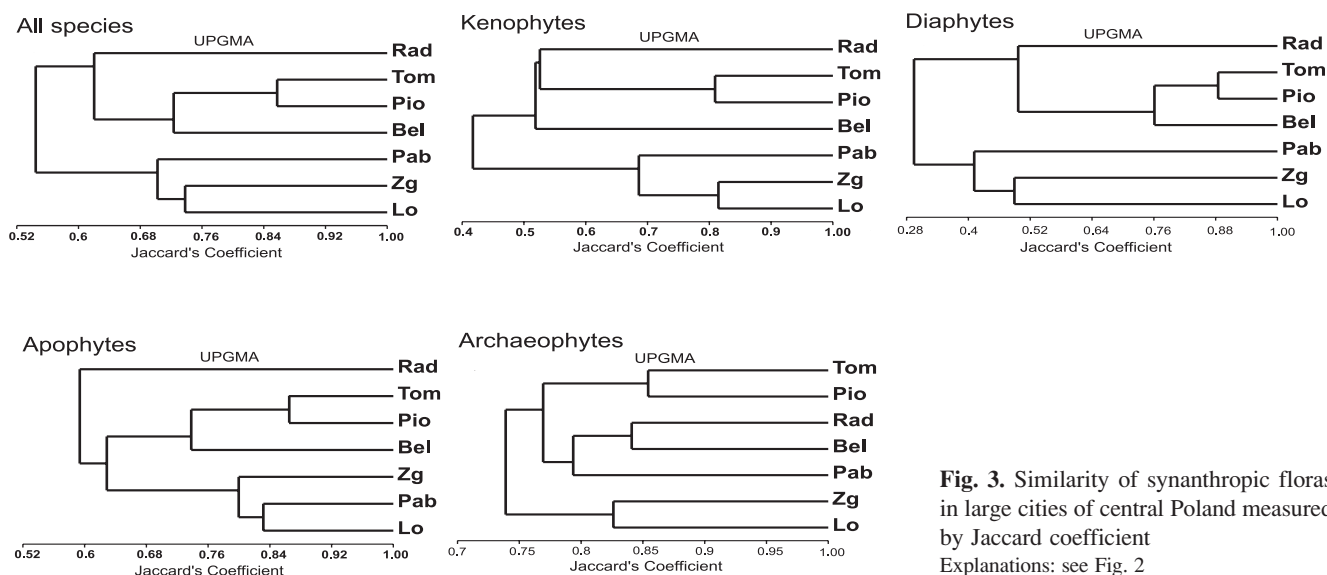 All species
UPGMA
Rad
Tom
Pio
Bel
Pab
Zg
Lo
0.52 0.6 0.68 0.76 0.84 0.92 1.00
Jaccard's Coefficient
Kenophytes
UPGMA
Rad
Tom
Pio
Bel
Pab
Zg
Lo
0.4 0.5 0.6 0.7 0.8 0.9 1.00
Jaccard's Coefficient
Diaphytes
UPGMA
Rad
Tom
Pio
Bel
Pab
Zg
Lo
0.28 0.4 0.52 0.64 0.76 0.88 1.00
Jaccard's Coefficient
Apophytes
UPGMA
Rad
Tom
Pio
Bel
Zg
Pab
Lo
0.52 0.6 0.68 0.76 0.84 0.92 1.00
Jaccard's Coefficient
Archaeophytes
UPGMA
Tom
Pio
Rad
Bel
Pab
Zg
Lo
0.7 0.75 0.8 0.85 0.9 0.95 1.00
Jaccard's Coefficient
Fig. 3. Similarity of synanthropic floras
in large cities of central Poland measured
by Jaccard coefficient
Explanations: see Fig. 2